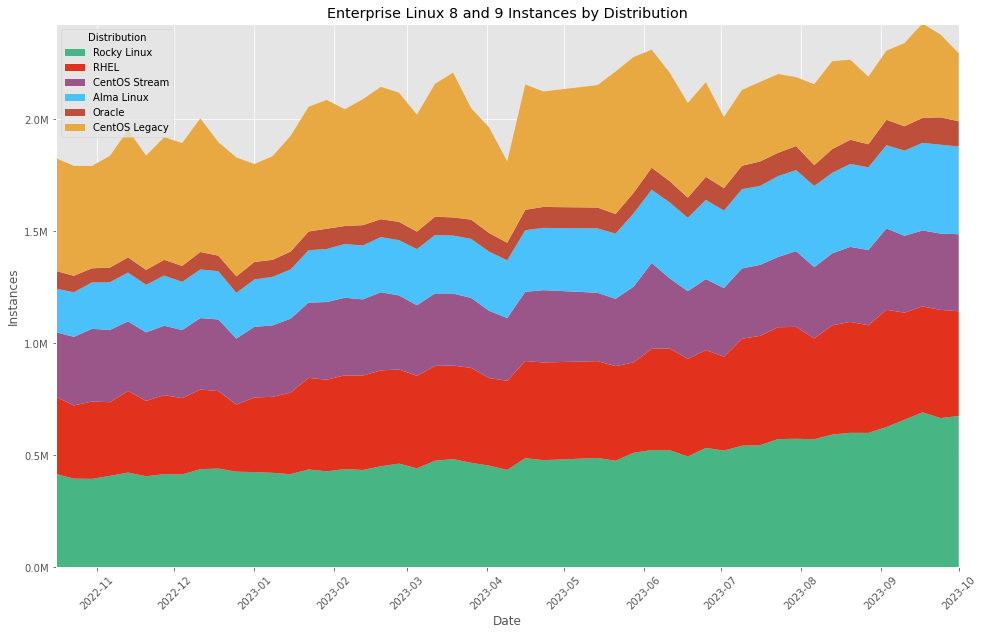 Enterprise Linux 8 and 9 Instances by Distribution
Distribution
Rocky Linux
RHEL
CentOS Stream
Alma Linux
Oracle
CentOS Legacy
2.0M
1.5M
1.0M
0.5M
0.0M
Instances
2022-11
2022-12
2023-01
2023-02
2023-03
2023-04
2023-05
2023-06
2023-07
2023-08
2023-09
2023-10
Date